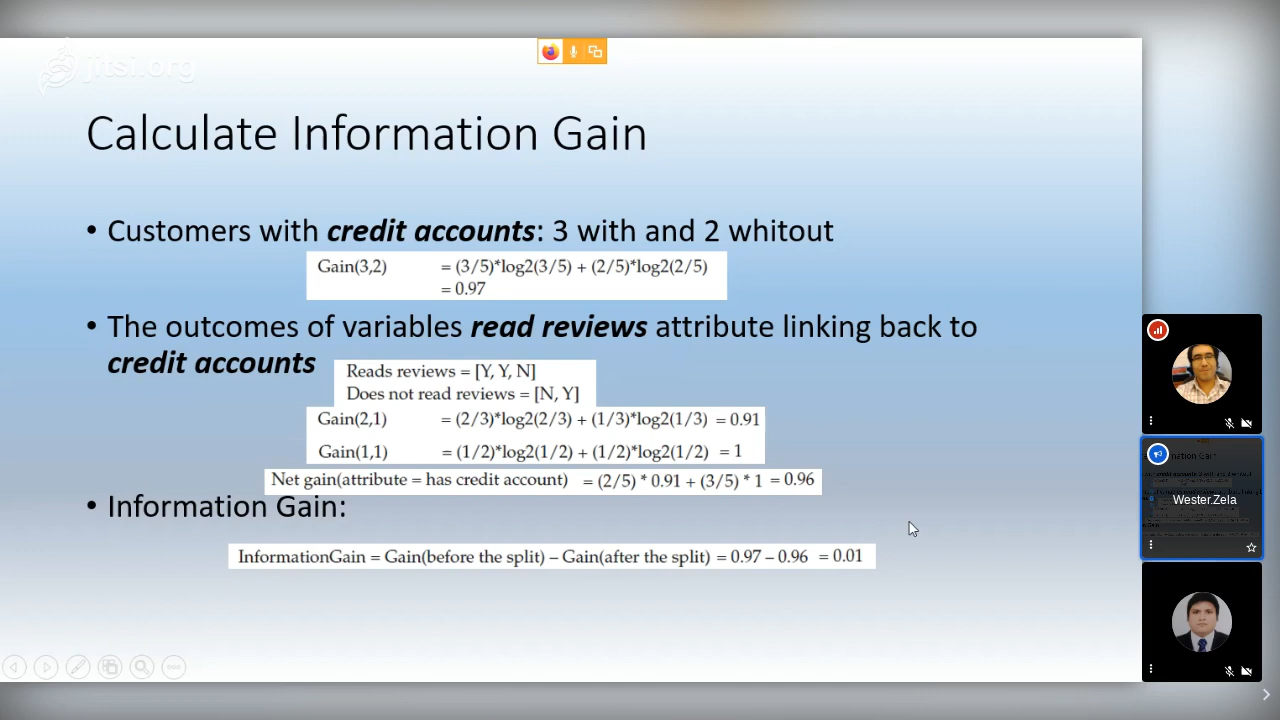 jitsi.org
Calculate Information Gain
• Customers with credit accounts: 3 with and 2 whitout
Gain(3,2) = (3/5)*log2(3/5) + (2/5)*log2(2/5)
= 0.97
• The outcomes of variables read reviews attribute linking back to
credit accounts
Reads reviews = [Y, Y, N]
Does not read reviews = [N, Y]
Gain(2,1) = (2/3)*log2(2/3) + (1/3)*log2(1/3) = 0.91
Gain(1,1) = (1/2)*log2(1/2) + (1/2)*log2(1/2) = 1
Net gain(attribute = has credit account) = (2/5) * 0.91 + (3/5) * 1 = 0.96
• Information Gain:
InformationGain = Gain(before the split) – Gain(after the split) = 0.97 – 0.96 = 0.01
Wester.Zela